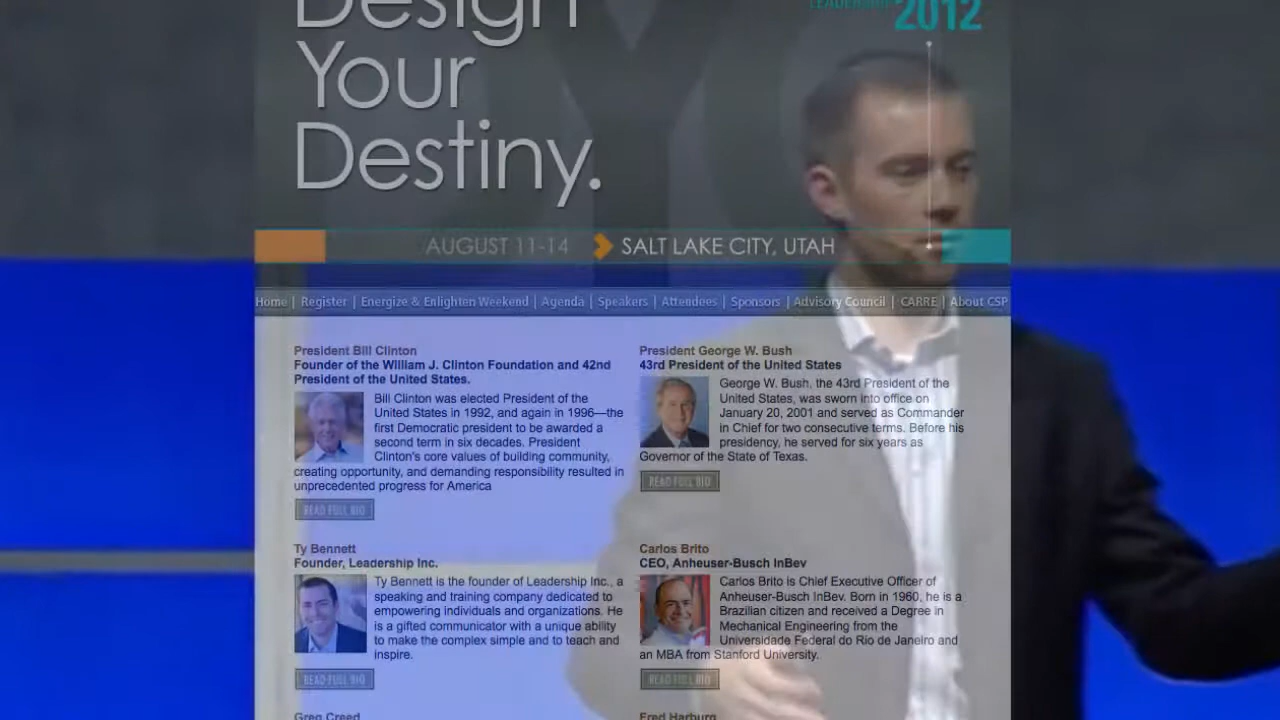 Design
Your
Destiny.
LEADERSHIP
2012
AUGUST 11-14 SALT LAKE CITY, UTAH
Home | Register | Energize & Enlighten Weekend | Agenda | Speakers | Attendees | Sponsors | Advisory Council | CARRE | About CSP
President Bill Clinton
Founder of the William J. Clinton Foundation and 42nd
President of the United States.
Bill Clinton was elected President of the
United States in 1992, and again in 1996—the
first Democratic president to be awarded a
second term in six decades. President
Clinton's core values of building community,
creating opportunity, and demanding responsibility resulted in
unprecedented progress for America
READ FULL BIO
President George W. Bush
43rd President of the United States
George W. Bush, the 43rd President of the
United States, was sworn into office on
January 20, 2001 and served as Commander
in Chief for two consecutive terms. Before his
presidency, he served for six years as
Governor of the State of Texas.
READ FULL BIO
Ty Bennett
Founder, Leadership Inc.
Ty Bennett is the founder of Leadership Inc., a
speaking and training company dedicated to
empowering individuals and organizations. He
is a gifted communicator with a unique ability
to make the complex simple and to teach and
inspire.
READ FULL BIO
Carlos Brito
CEO, Anheuser-Busch InBev
Carlos Brito is Chief Executive Officer of
Anheuser-Busch InBev. Born in 1960, he is a
Brazilian citizen and received a Degree in
Mechanical Engineering from the
Universidade Federal do Rio de Janeiro and
an MBA from Stanford University.
READ FULL BIO
Greg Creed
Fred Harburg